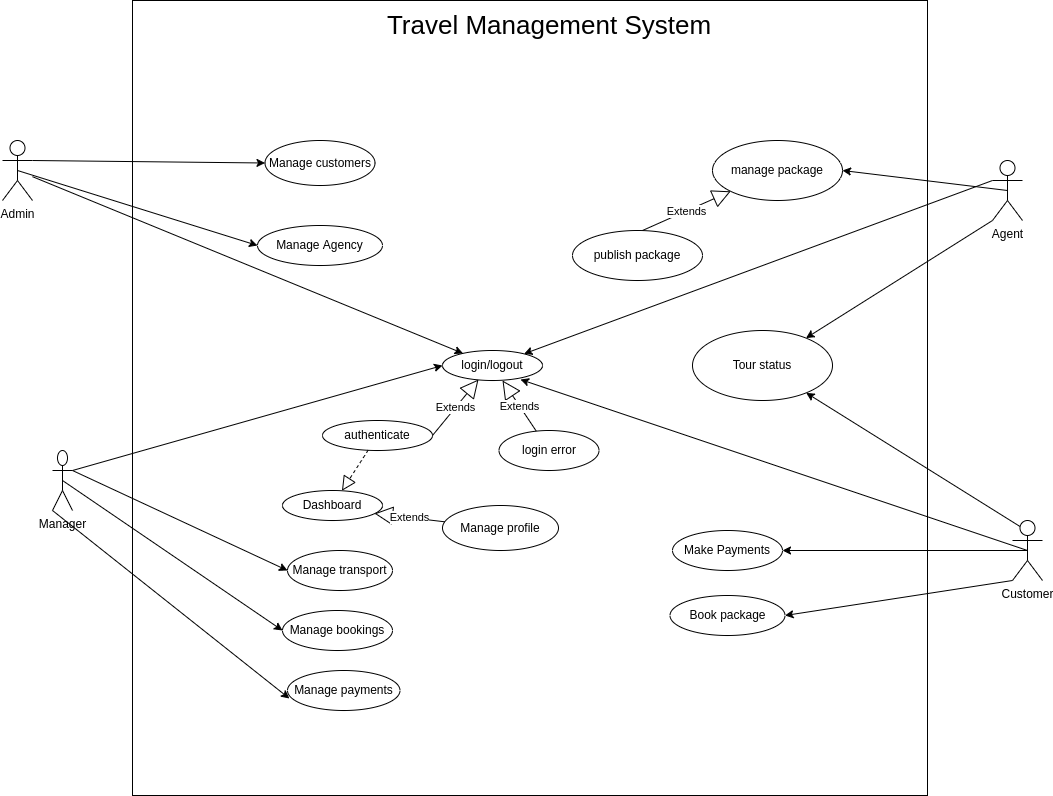 Travel Management System
Manage customers
manage package
Admin
Extends
Agent
Manage Agency
publish package
login/logout
Tour status
Extends
Extends
authenticate
login error
Dashboard
Extends
Manage profile
Manager
Manage transport
Make Payments
Customer
Book package
Manage bookings
Manage payments